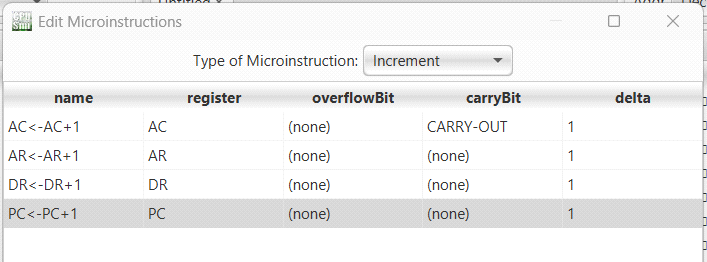 Edit Microinstructions
Type of Microinstruction: Increment
name register overflowBit carryBit delta
AC<-AC+1 AC (none) CARRY-OUT 1
AR<-AR+1 AR (none) (none) 1
DR<-DR+1 DR (none) (none) 1
PC<-PC+1 PC (none) (none) 1